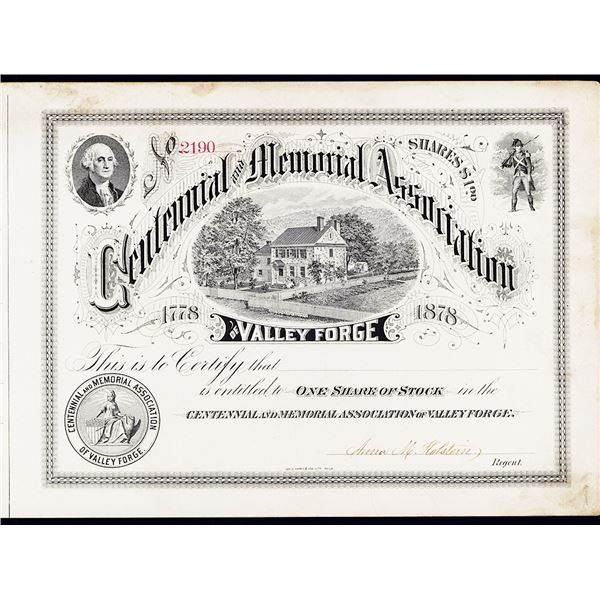 No 2190
SHARES $1.00
Centennial and Memorial Association
1778 1878
OF VALLEY FORGE
This is to Certify that
is entitled to ONE SHARE OF STOCK in the
CENTENNIAL AND MEMORIAL ASSOCIATION OF VALLEY FORGE.
CENTENNIAL AND MEMORIAL ASSOCIATION
OF VALLEY FORGE.
Anna M. Holstein,
Regent.